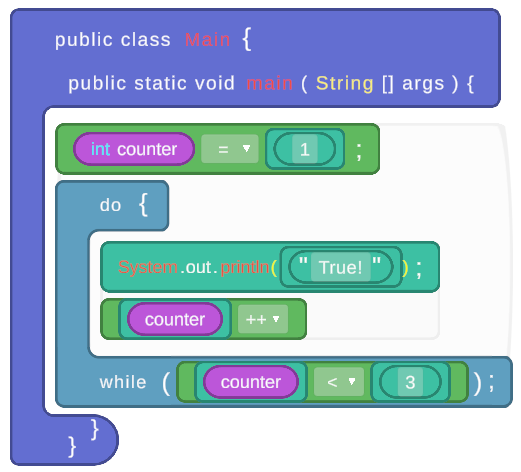 public class Main {
public static void main ( String [] args ) {
int counter = ▼ 1 ;
do {
System.out.println( " True! " ) ;
counter ++ ▼
while ( counter < ▼ 3 ) ;
}
}